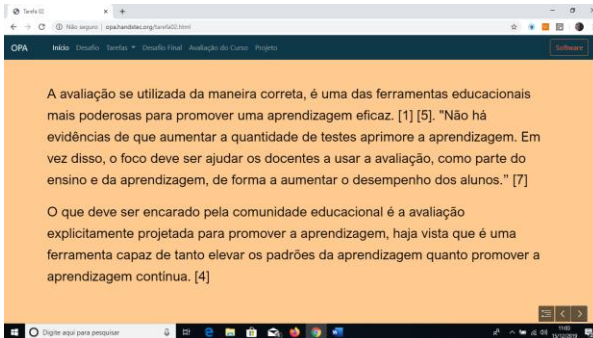 Tarefa 02
Não seguro | opa.handstec.org/tarefa02.html
OPA Início Desafio Tarefas Desafio Final Avaliação do Curso Projeto Software
A avaliação se utilizada da maneira correta, é uma das ferramentas educacionais
mais poderosas para promover uma aprendizagem eficaz. [1] [5]. "Não há
evidências de que aumentar a quantidade de testes aprimore a aprendizagem. Em
vez disso, o foco deve ser ajudar os docentes a usar a avaliação, como parte do
ensino e da aprendizagem, de forma a aumentar o desempenho dos alunos." [7]
O que deve ser encarado pela comunidade educacional é a avaliação
explicitamente projetada para promover a aprendizagem, haja vista que é uma
ferramenta capaz de tanto elevar os padrões da aprendizagem quanto promover a
aprendizagem contínua. [4]
Digite aqui para pesquisar
11:03
15/12/2019